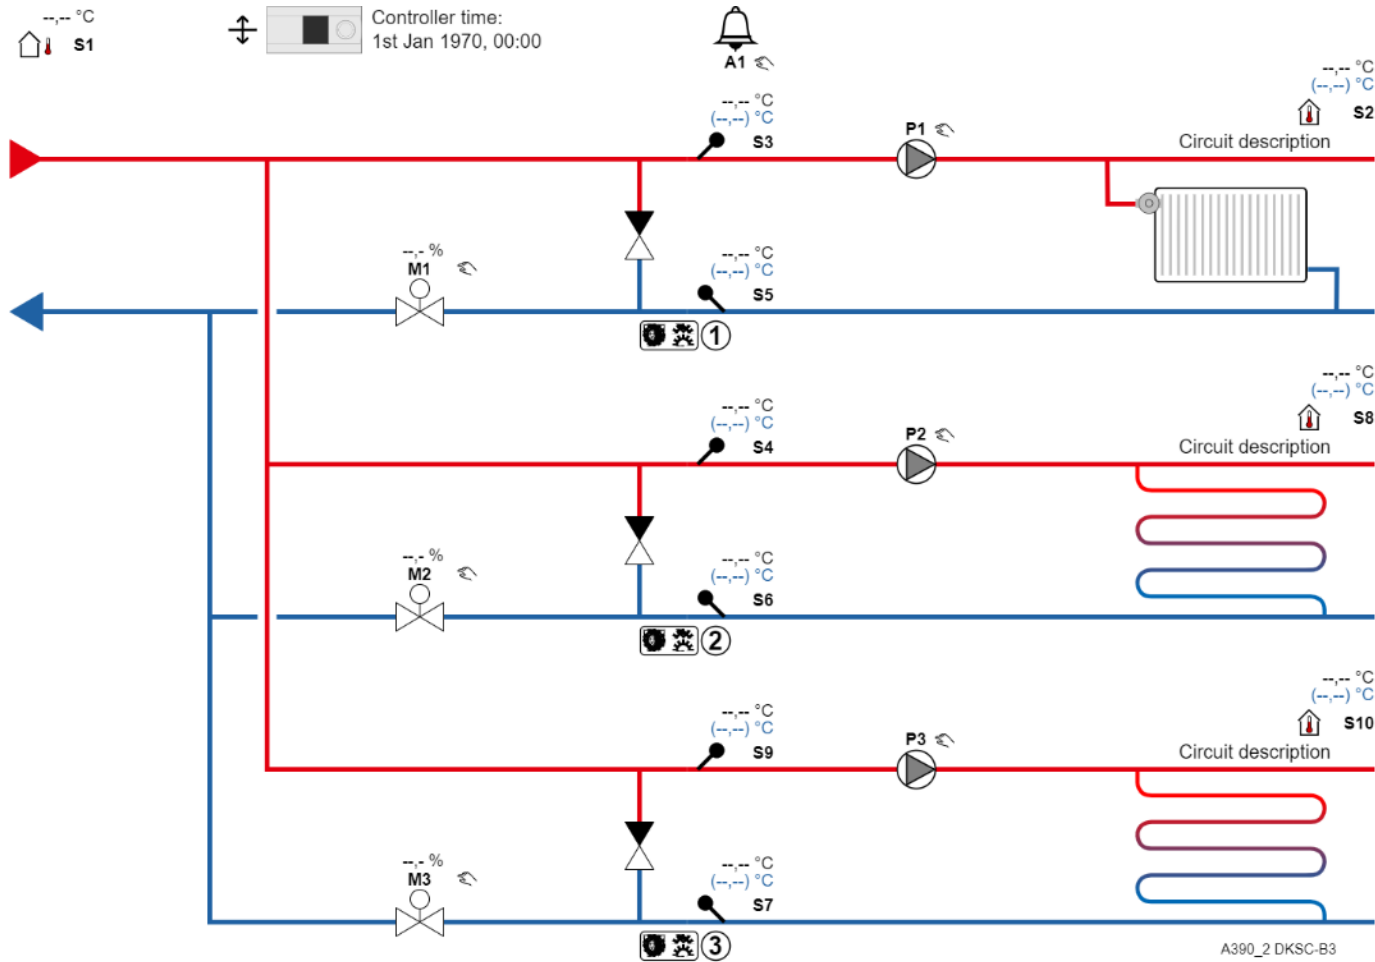 --,-- °C
S1
Controller time:
1st Jan 1970, 00:00
A1
--,-- °C
(--,--) °C
S2
Circuit description
--,-- °C
(--,--) °C
S3
P1
--,- %
M1
--,-- °C
(--,--) °C
S5
1
--,-- °C
(--,--) °C
S8
Circuit description
--,-- °C
(--,--) °C
S4
P2
--,- %
M2
--,-- °C
(--,--) °C
S6
2
--,-- °C
(--,--) °C
S10
Circuit description
--,-- °C
(--,--) °C
S9
P3
--,- %
M3
--,-- °C
(--,--) °C
S7
3
A390_2 DKSC-B3